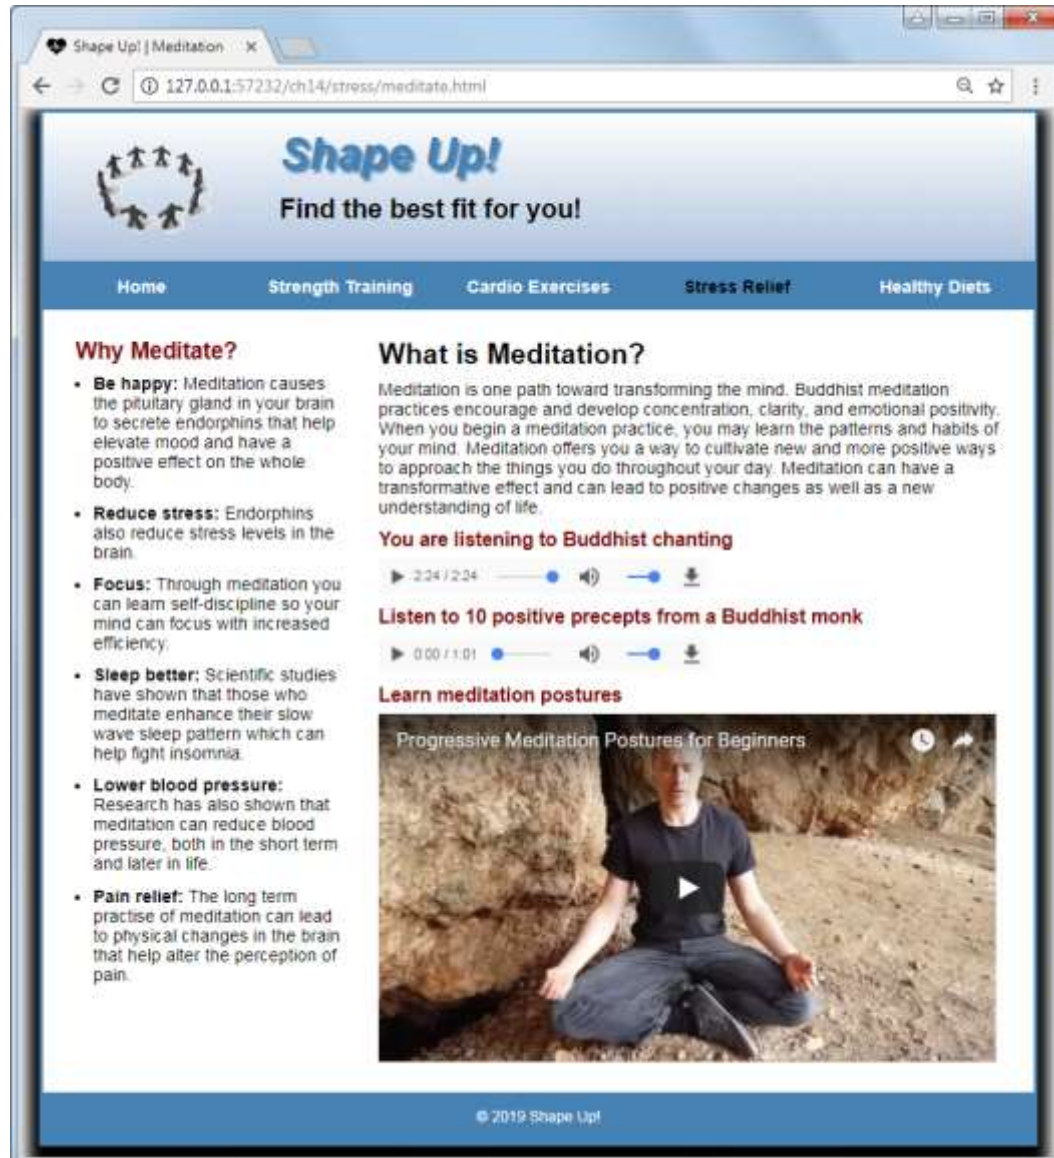 Shape Up! | Meditation
127.0.0.1:57232/ch14/stress/meditate.html
Shape Up!
Find the best fit for you!
Home Strength Training Cardio Exercises Stress Relief Healthy Diets
Why Meditate?
• Be happy: Meditation causes
the pituitary gland in your brain
to secrete endorphins that help
elevate mood and have a
positive effect on the whole
body.
• Reduce stress: Endorphins
also reduce stress levels in the
brain.
• Focus: Through meditation you
can learn self-discipline so your
mind can focus with increased
efficiency.
• Sleep better: Scientific studies
have shown that those who
meditate enhance their slow
wave sleep pattern which can
help fight insomnia.
• Lower blood pressure:
Research has also shown that
meditation can reduce blood
pressure, both in the short term
and later in life.
• Pain relief: The long term
practise of meditation can lead
to physical changes in the brain
that help alter the perception of
pain.
What is Meditation?
Meditation is one path toward transforming the mind. Buddhist meditation
practices encourage and develop concentration, clarity, and emotional positivity.
When you begin a meditation practice, you may learn the patterns and habits of
your mind. Meditation offers you a way to cultivate new and more positive ways
to approach the things you do throughout your day. Meditation can have a
transformative effect and can lead to positive changes as well as a new
understanding of life.
You are listening to Buddhist chanting
2:24 / 2:24
Listen to 10 positive precepts from a Buddhist monk
0:00 / 1:01
Learn meditation postures
Progressive Meditation Postures for Beginners
© 2019 Shape Up!